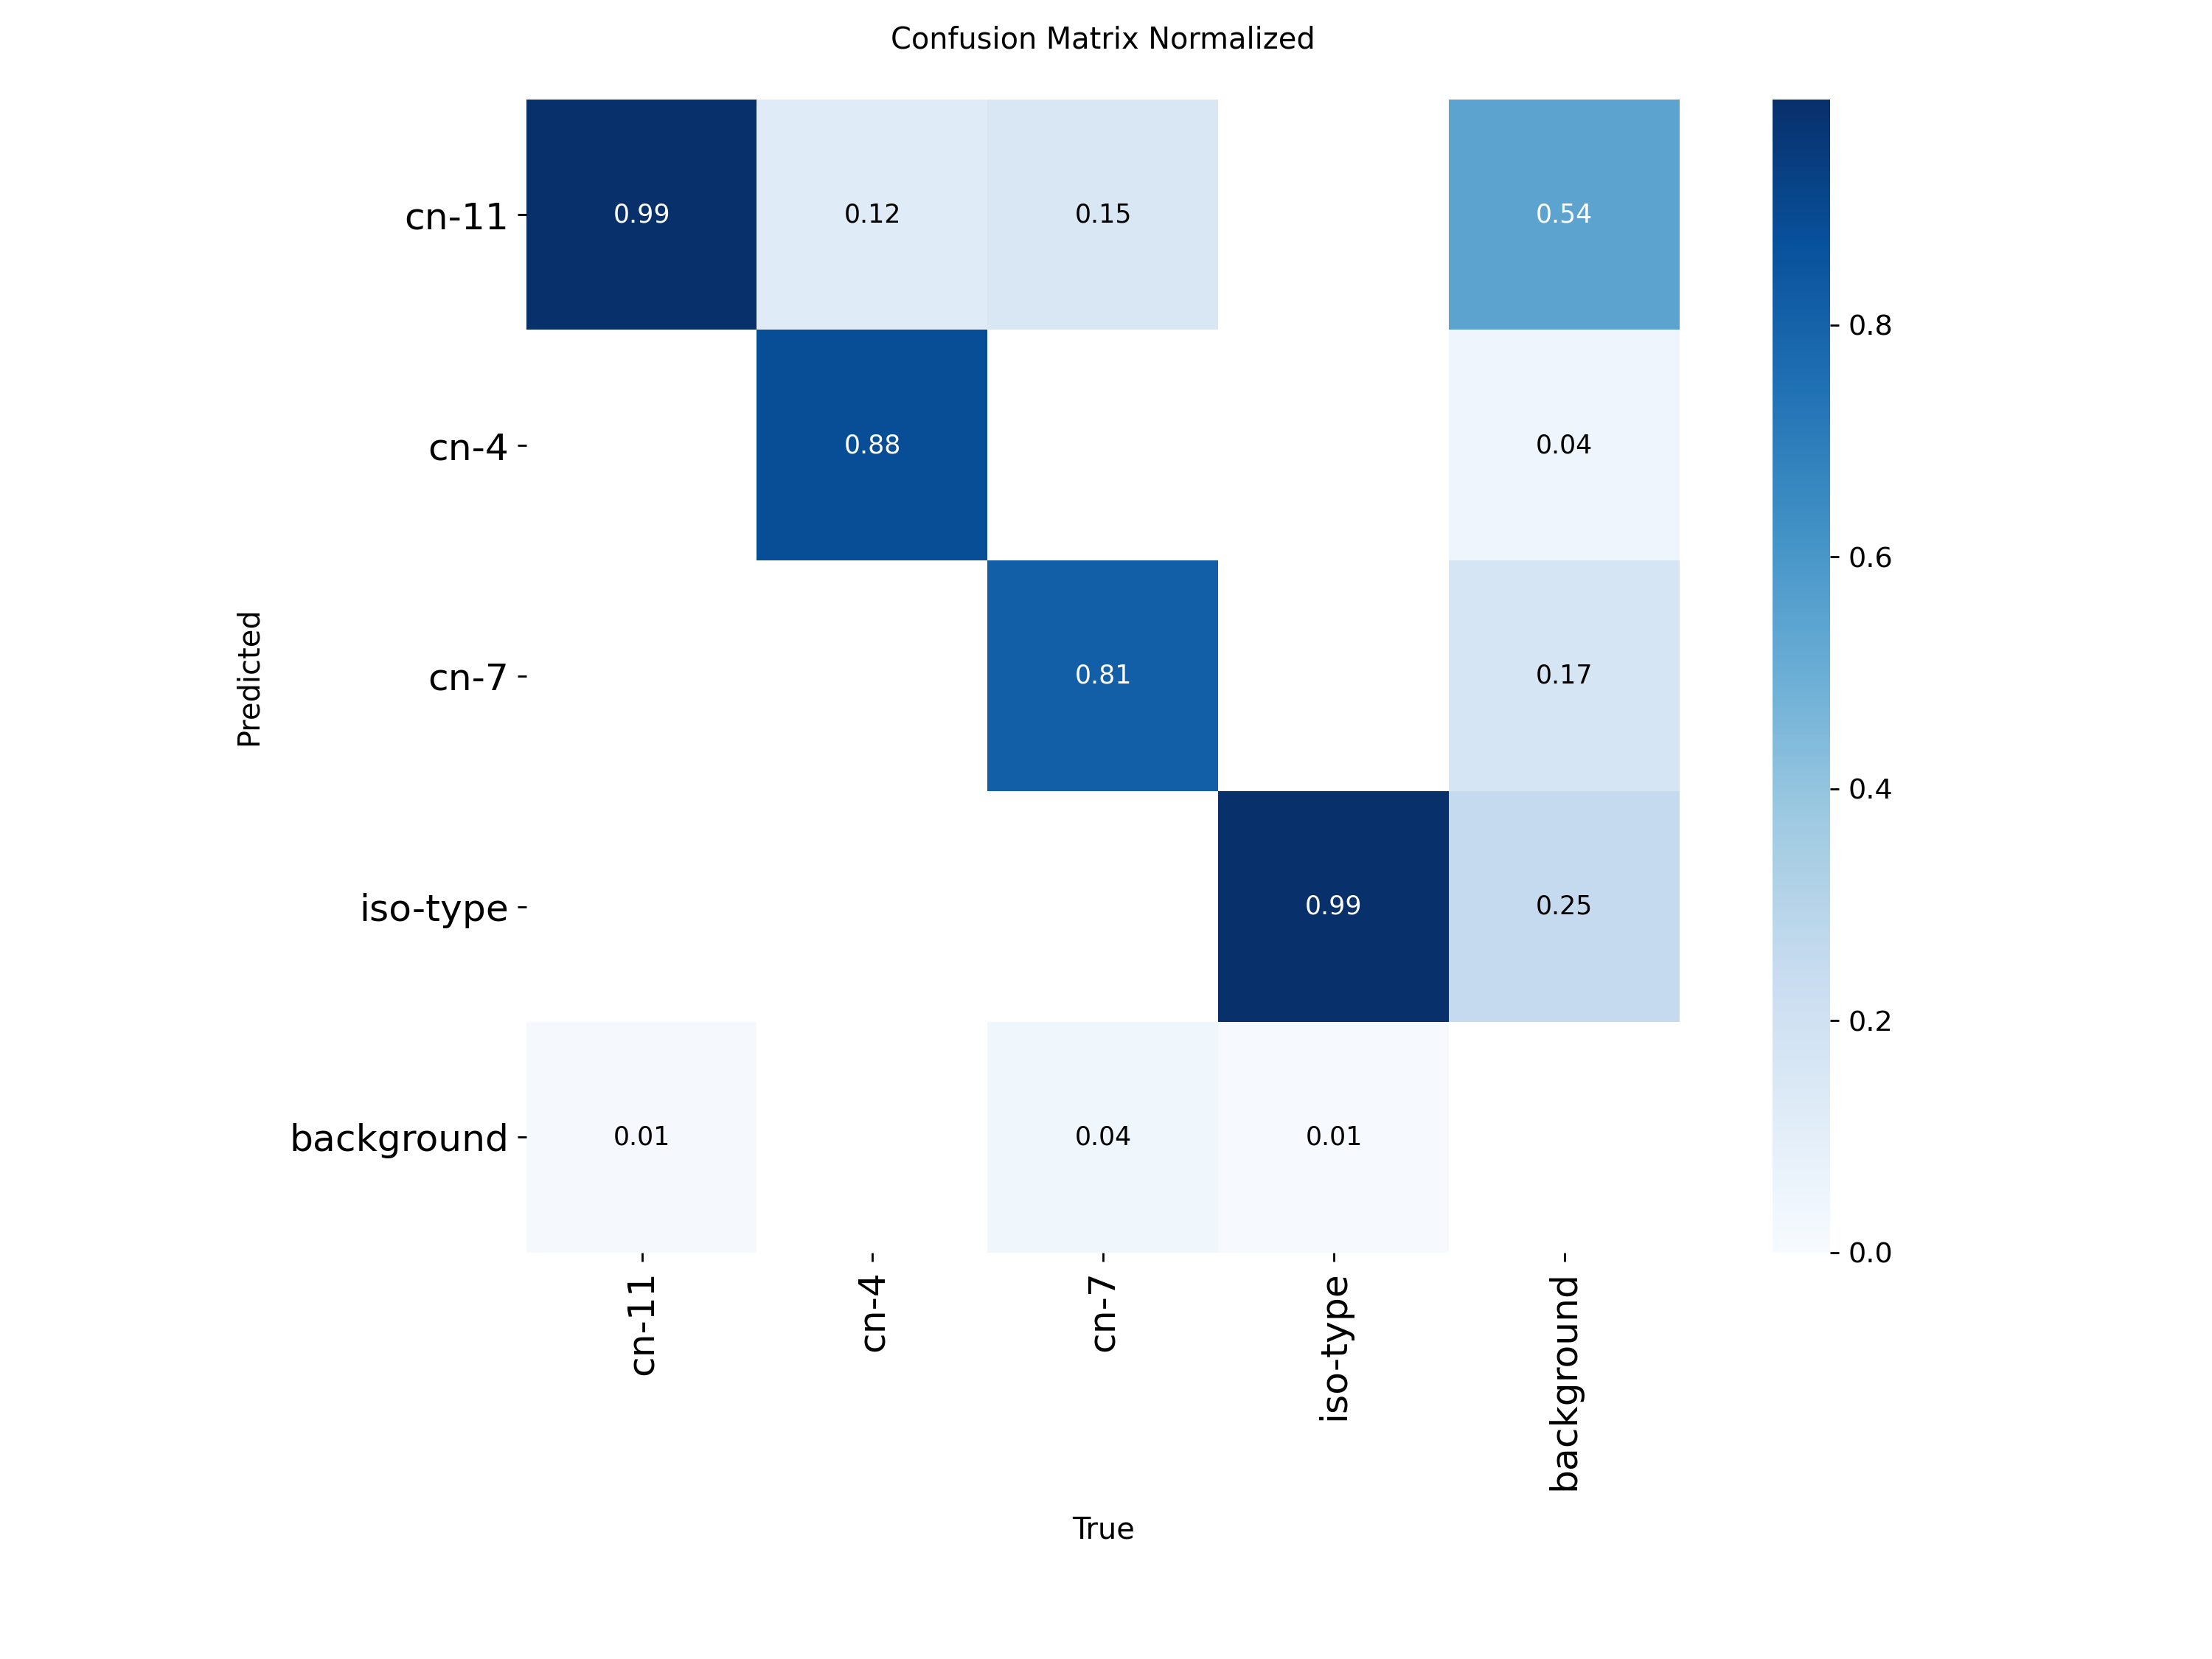 Confusion Matrix Normalized
cn-11
0.99
0.12
0.15
0.54
cn-4
0.88
0.04
cn-7
0.81
0.17
iso-type
0.99
0.25
background
0.01
0.04
0.01
Predicted
cn-11
cn-4
cn-7
iso-type
background
True
0.8
0.6
0.4
0.2
0.0